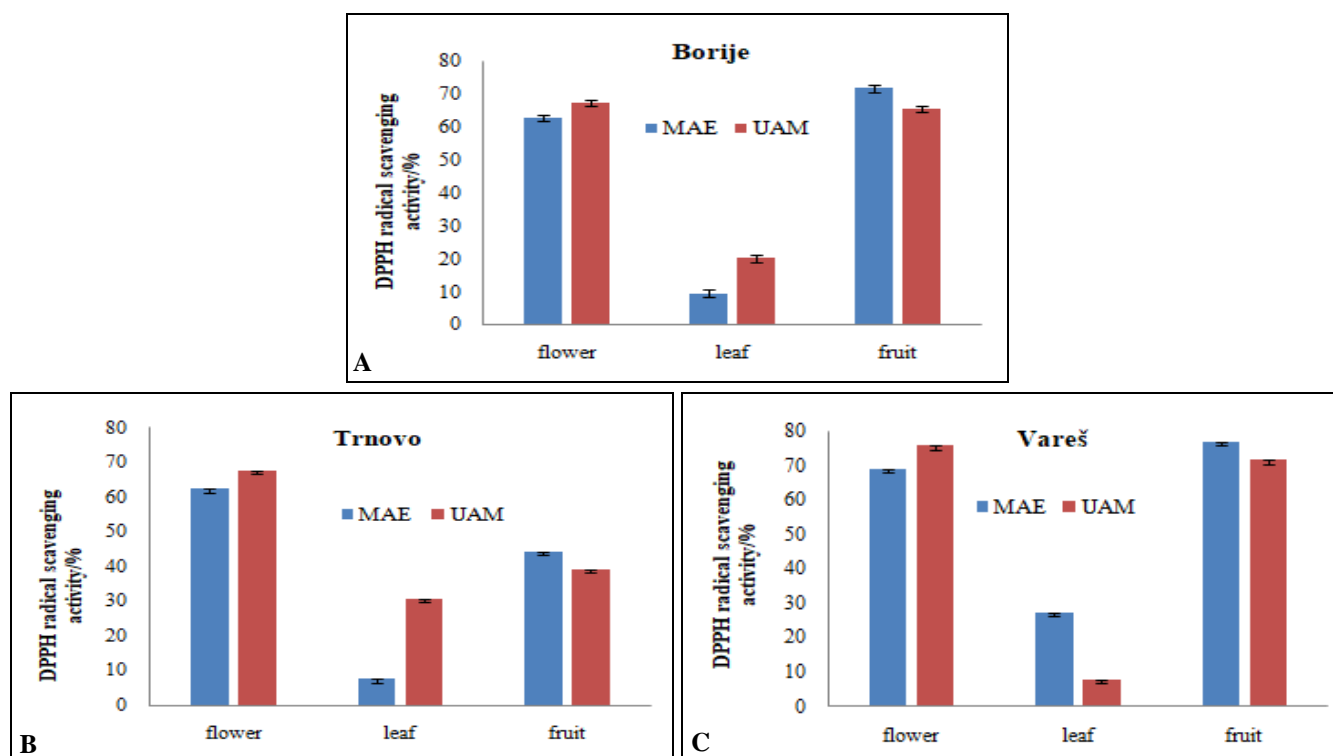 Borije
DPPH radical scavenging
activity/%
80
70
60
50
40
30
20
10
0
MAE UAM
flower leaf fruit
A
Trnovo
DPPH radical scavenging
activity/%
80
70
60
50
40
30
20
10
0
MAE UAM
flower leaf fruit
B
Vareš
DPPH radical scavenging
activity/%
80
70
60
50
40
30
20
10
0
MAE UAM
flower leaf fruit
C